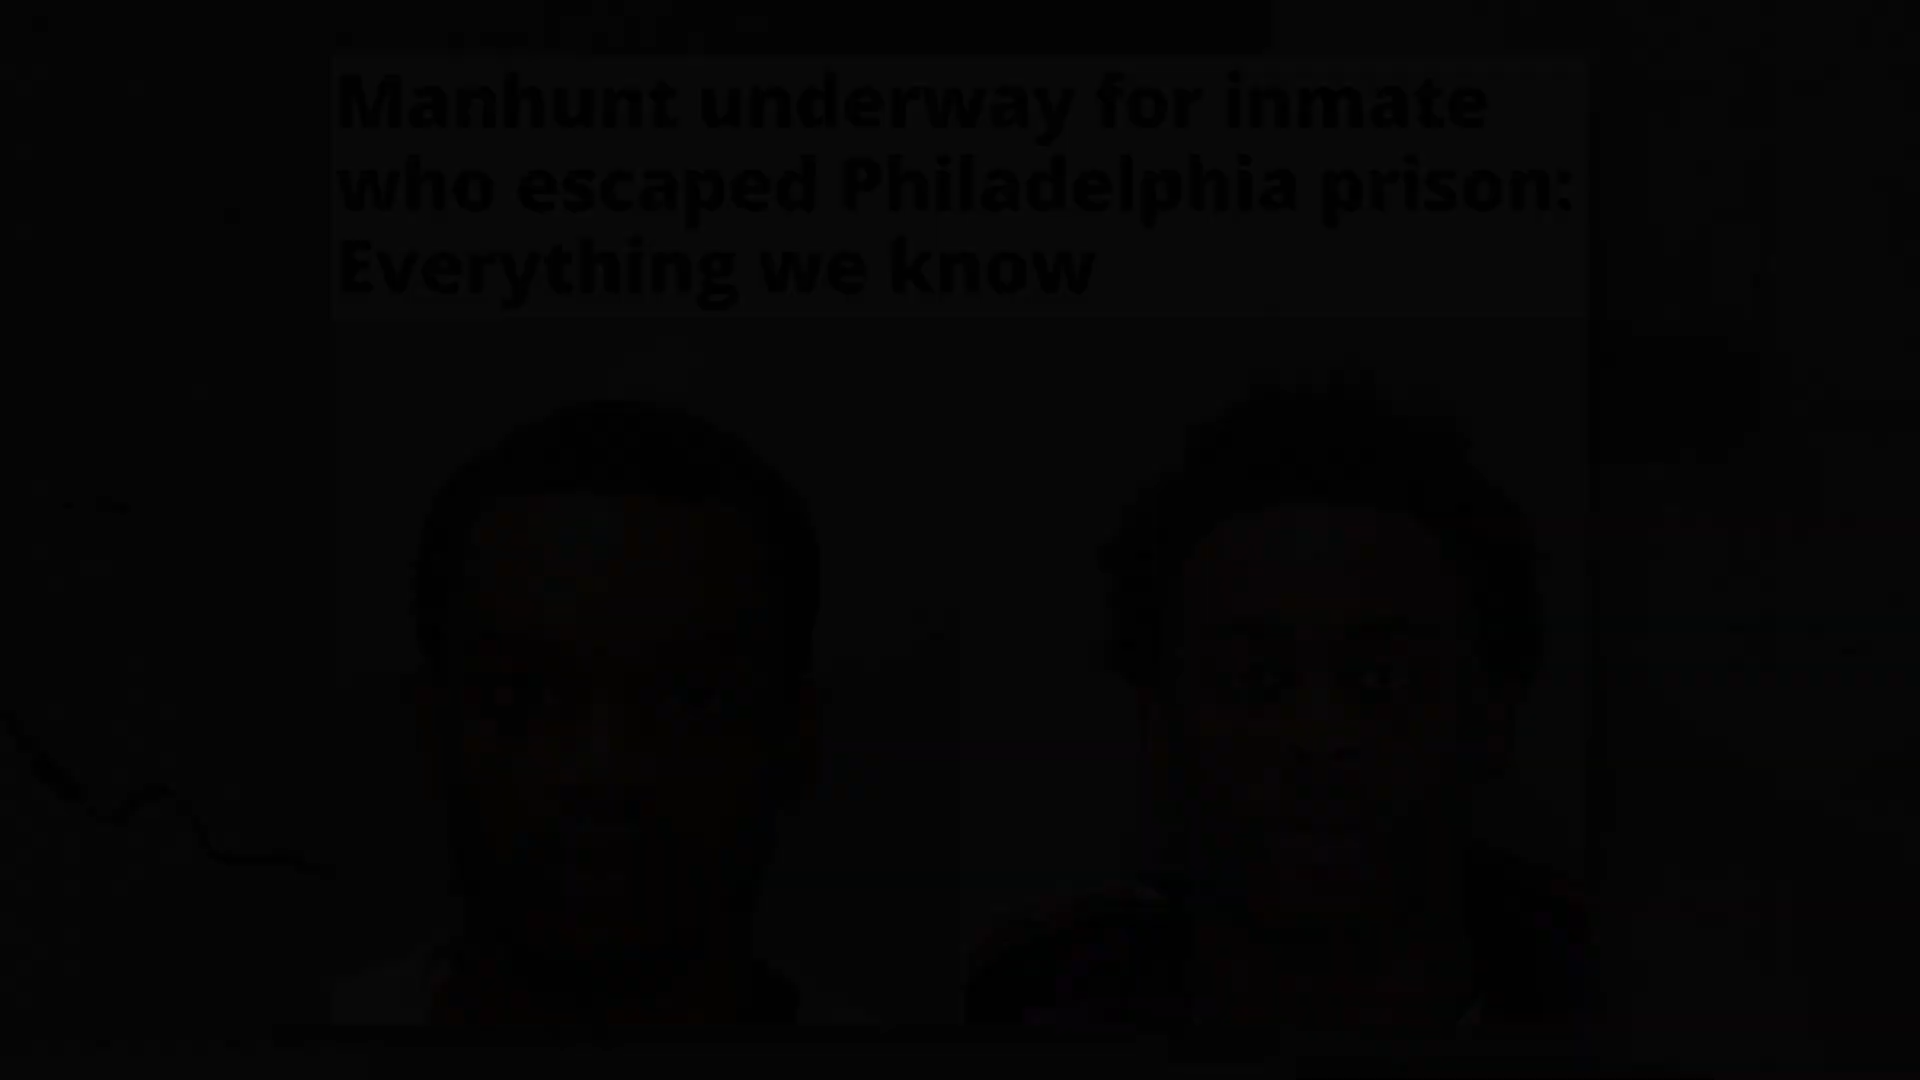 Manhunt underway for inmate
who escaped Philadelphia prison:
Everything we know